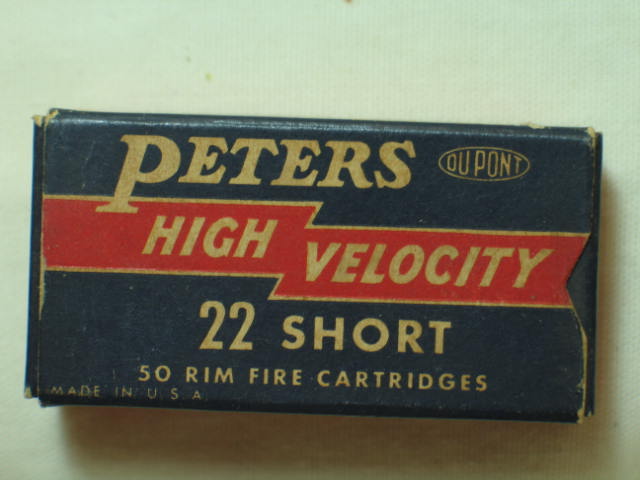 PETERS
DU PONT
HIGH VELOCITY
22 SHORT
50 RIM FIRE CARTRIDGES
MADE IN U.S.A